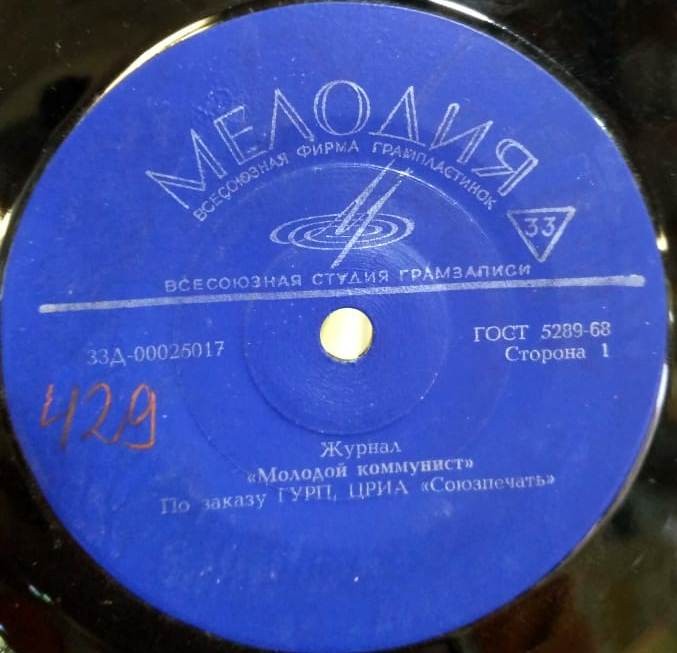 МЕЛОДИЯ
ВСЕСОЮЗНАЯ ФИРМА ГРАМПЛАСТИНОК
33
ВСЕСОЮЗНАЯ СТУДИЯ ГРАМЗАПИСИ
33Д-00025017
ГОСТ 5289-68
Сторона 1
429
Журнал
«Молодой коммунист»
По заказу ГУРП, ЦРИА «Союзпечать»